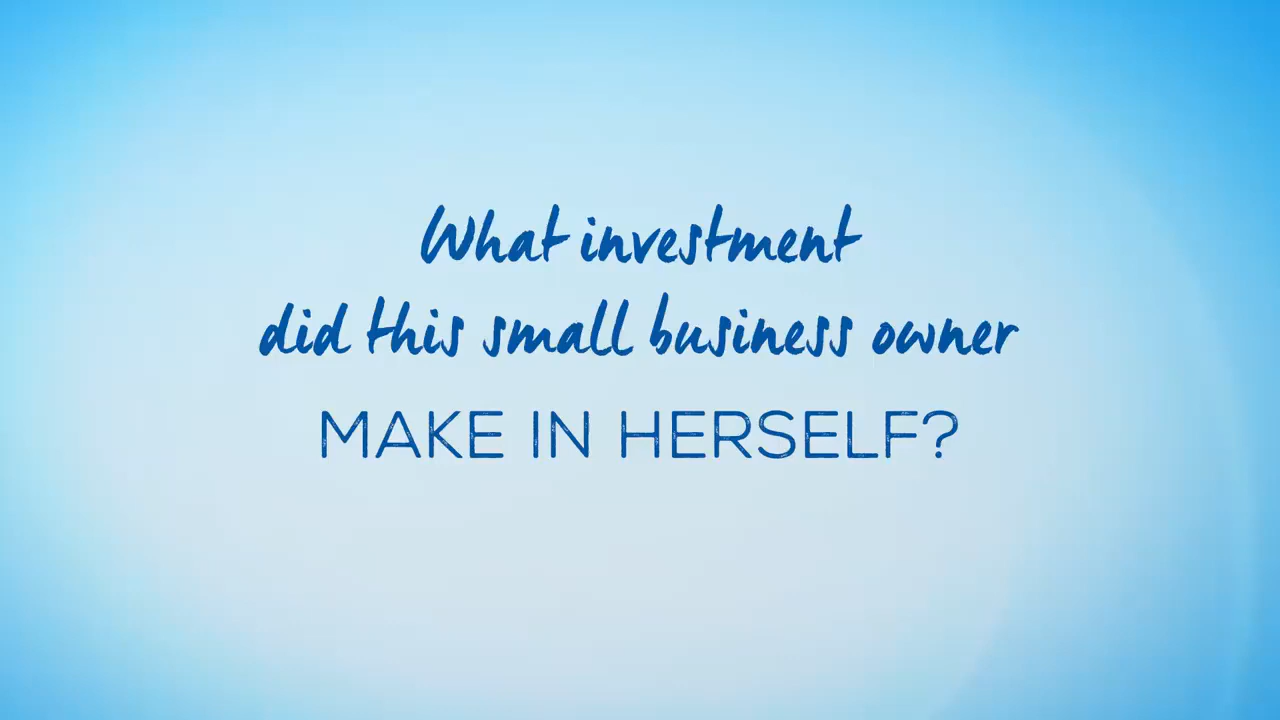 What investment
did this small business owner
MAKE IN HERSELF?